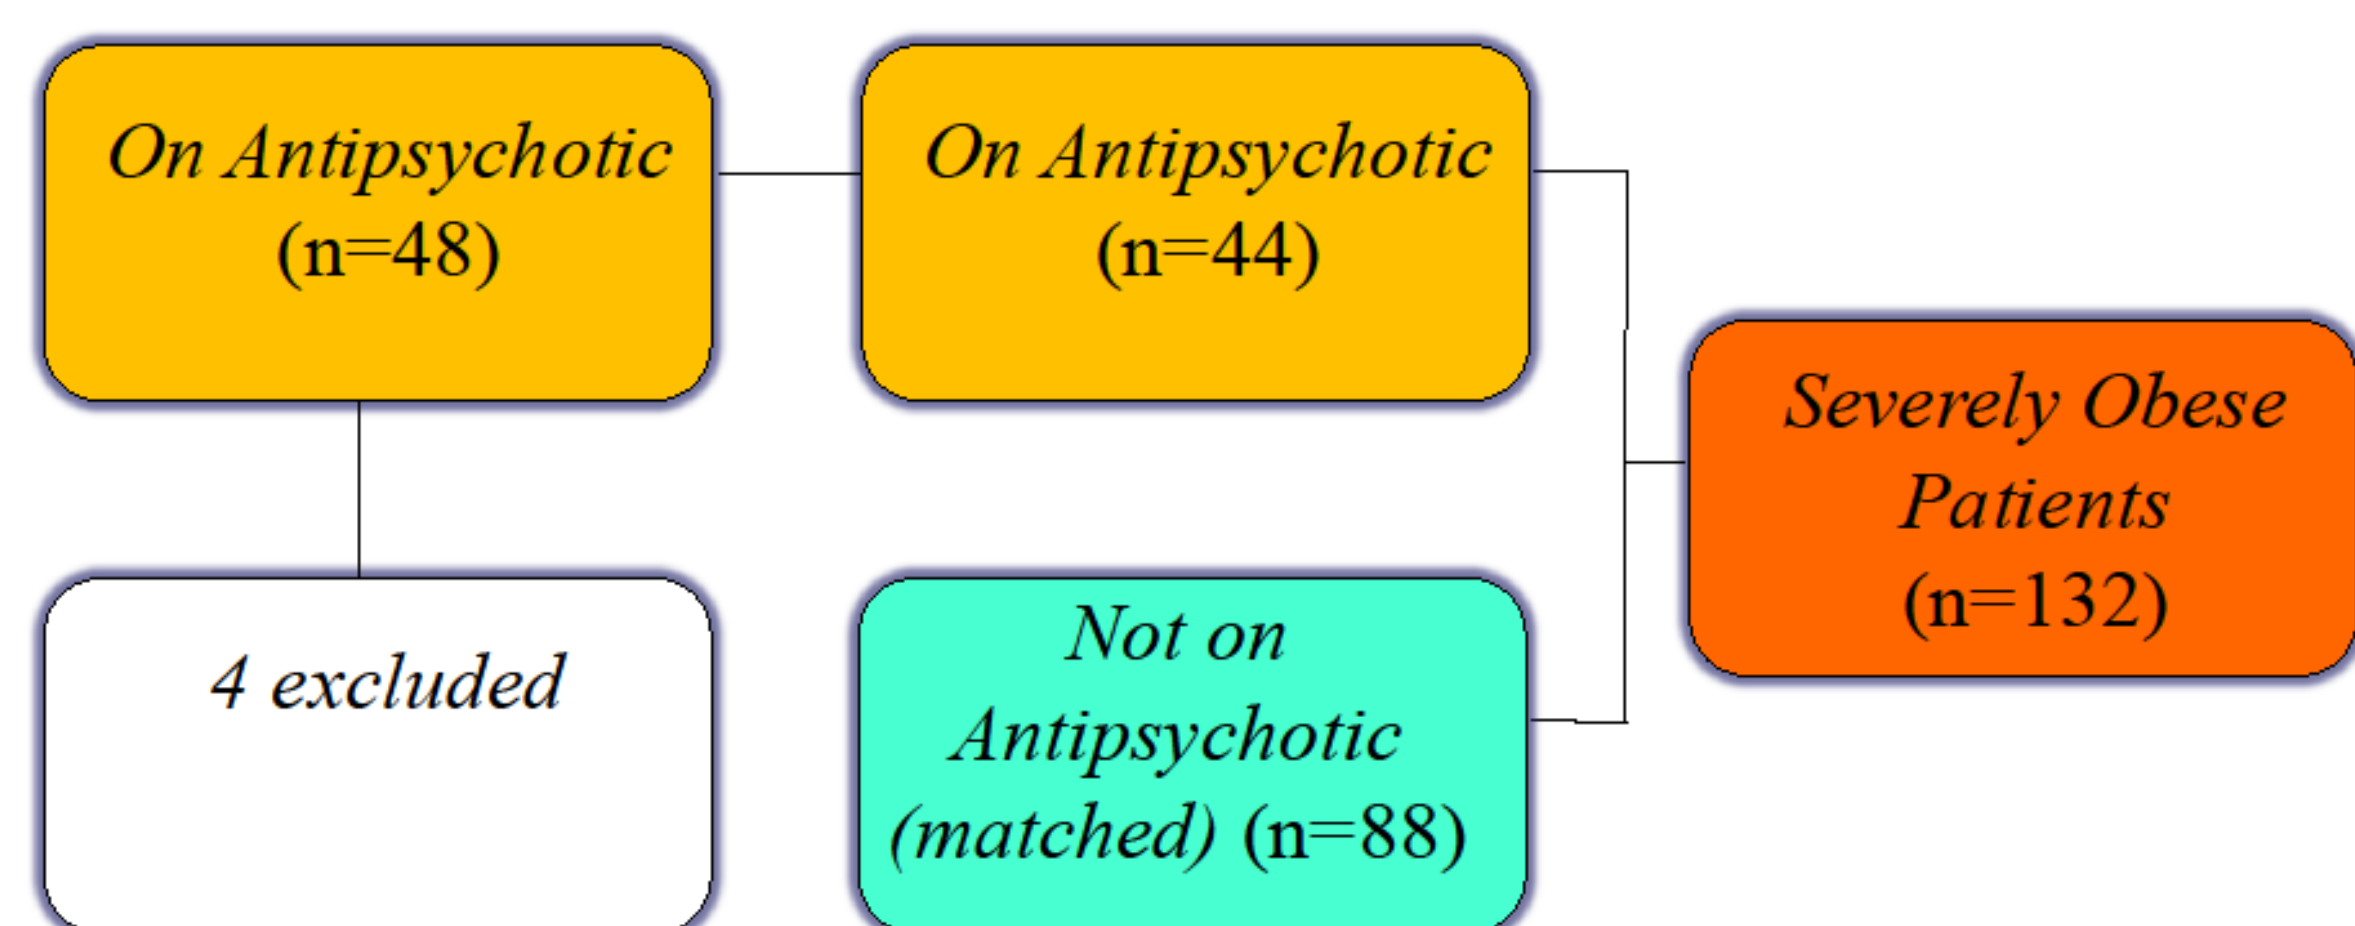 On Antipsychotic
(n=48)
On Antipsychotic
(n=44)
Severely Obese
Patients
(n=132)
4 excluded
Not on
Antipsychotic
(matched) (n=88)